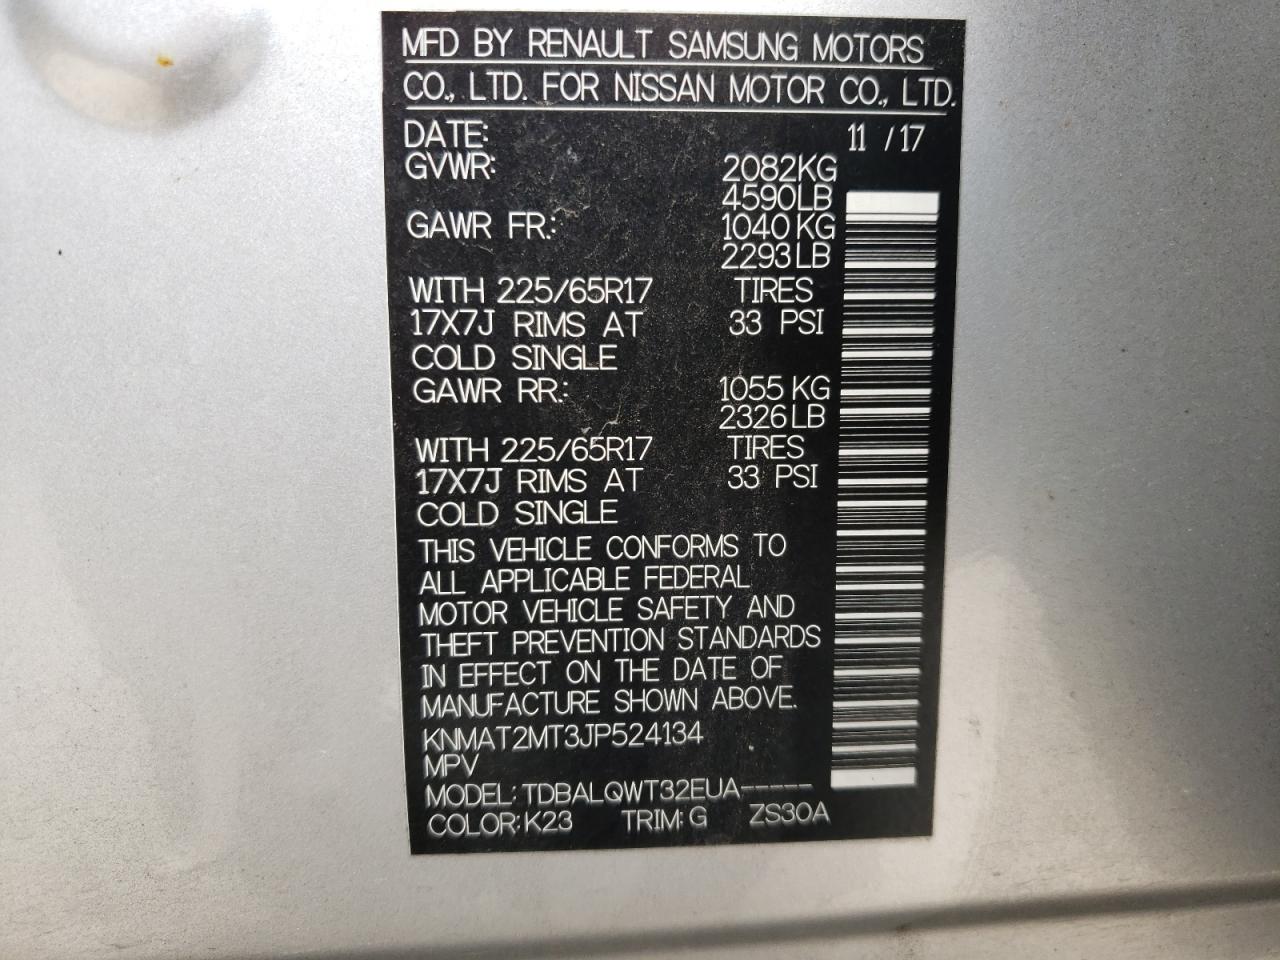 MFD BY RENAULT SAMSUNG MOTORS
CO., LTD. FOR NISSAN MOTOR CO., LTD.
DATE: 11 / 17
GVWR: 2082KG
4590LB
GAWR FR.: 1040 KG
2293 LB
WITH 225/65R17 TIRES
17X7J RIMS AT 33 PSI
COLD SINGLE
GAWR RR.: 1055 KG
2326 LB
WITH 225/65R17 TIRES
17X7J RIMS AT 33 PSI
COLD SINGLE
THIS VEHICLE CONFORMS TO
ALL APPLICABLE FEDERAL
MOTOR VEHICLE SAFETY AND
THEFT PREVENTION STANDARDS
IN EFFECT ON THE DATE OF
MANUFACTURE SHOWN ABOVE.
KNMAT2MT3JP524134
MPV
MODEL: TDBALQWT32EUA-----
COLOR: K23 TRIM: G ZS30A